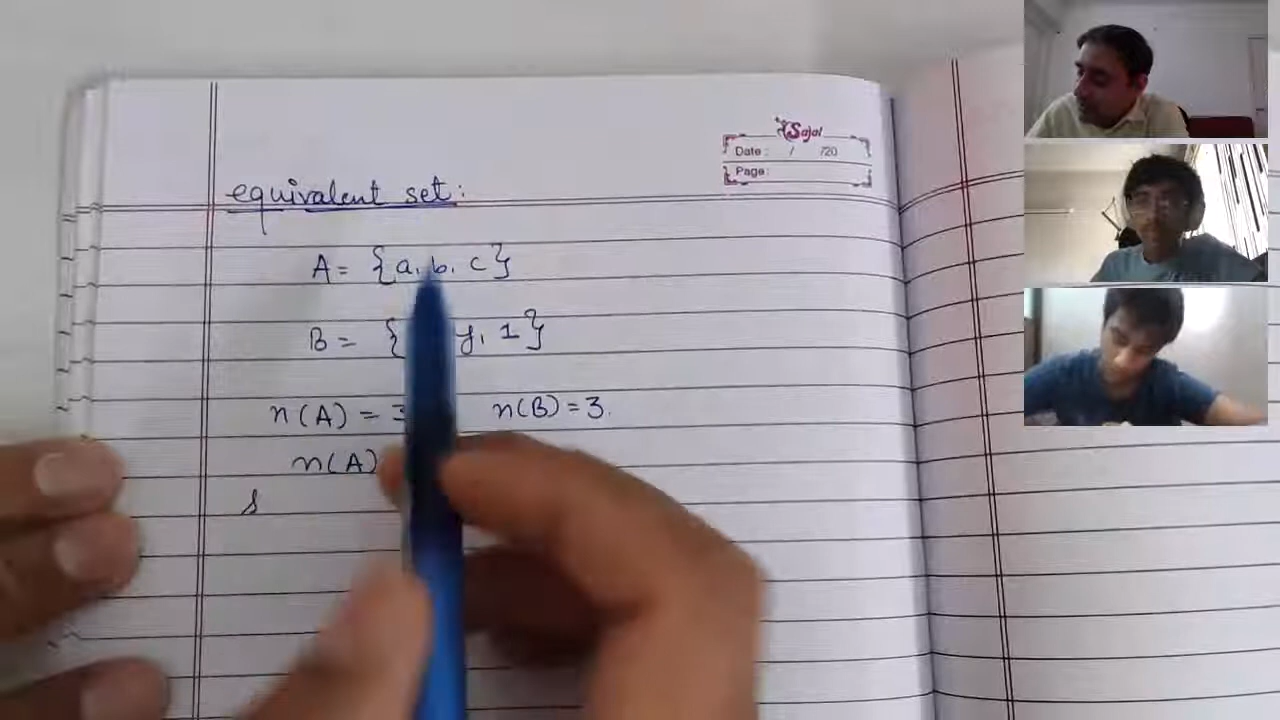 Sajal
Date : / /20
Page:
equivalent set:
A = {a, b, c}
B = { y, 1}
n(A) = 3 n(B) = 3.
n(A)
s